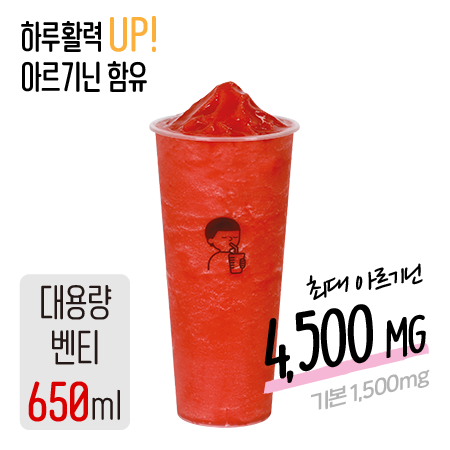 하루활력 UP!
아르기닌 함유
대용량
벤티
650ml
최대 아르기닌
4,500 MG
기본 1,500mg